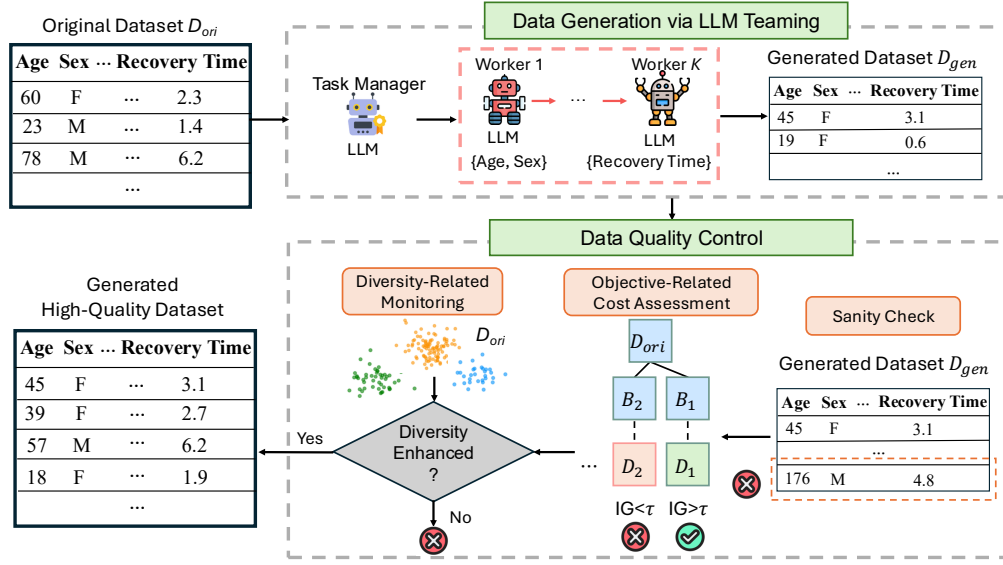 Original Dataset D_ori
Age Sex ... Recovery Time
60 F ... 2.3
23 M ... 1.4
78 M ... 6.2
...
Data Generation via LLM Teaming
Task Manager
LLM
Worker 1
LLM
{Age, Sex}
...
Worker K
LLM
{Recovery Time}
Generated Dataset D_gen
Age Sex ... Recovery Time
45 F 3.1
19 F 0.6
...
Data Quality Control
Sanity Check
Generated Dataset D_gen
Age Sex ... Recovery Time
45 F 3.1
...
176 M 4.8
Objective-Related
Cost Assessment
D_ori
B_2 B_1
D_2 D_1
IG<τ IG>τ
...
Diversity-Related
Monitoring
D_ori
Diversity
Enhanced
?
Yes
No
Generated
High-Quality Dataset
Age Sex ... Recovery Time
45 F ... 3.1
39 F ... 2.7
57 M ... 6.2
18 F ... 1.9
...